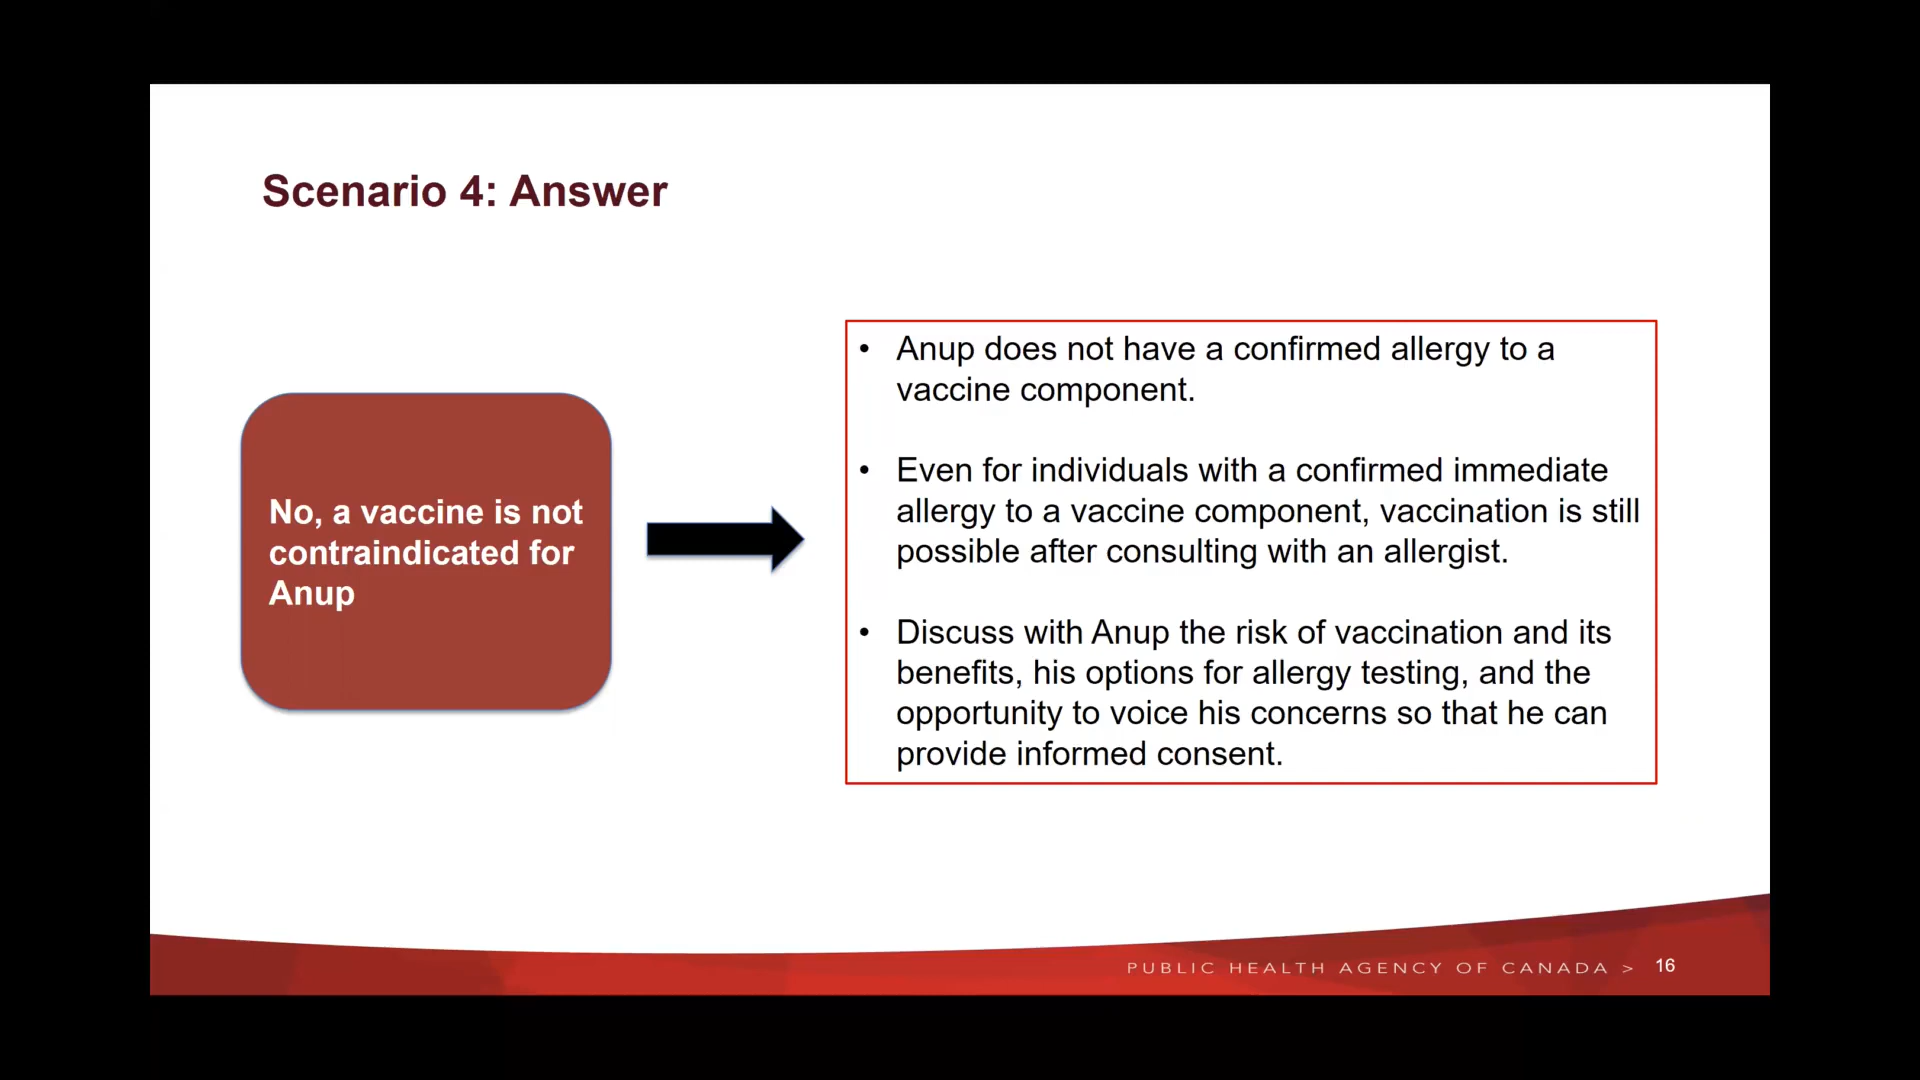 Scenario 4: Answer
No, a vaccine is not
contraindicated for
Anup
• Anup does not have a confirmed allergy to a
vaccine component.
• Even for individuals with a confirmed immediate
allergy to a vaccine component, vaccination is still
possible after consulting with an allergist.
• Discuss with Anup the risk of vaccination and its
benefits, his options for allergy testing, and the
opportunity to voice his concerns so that he can
provide informed consent.
PUBLIC HEALTH AGENCY OF CANADA > 16